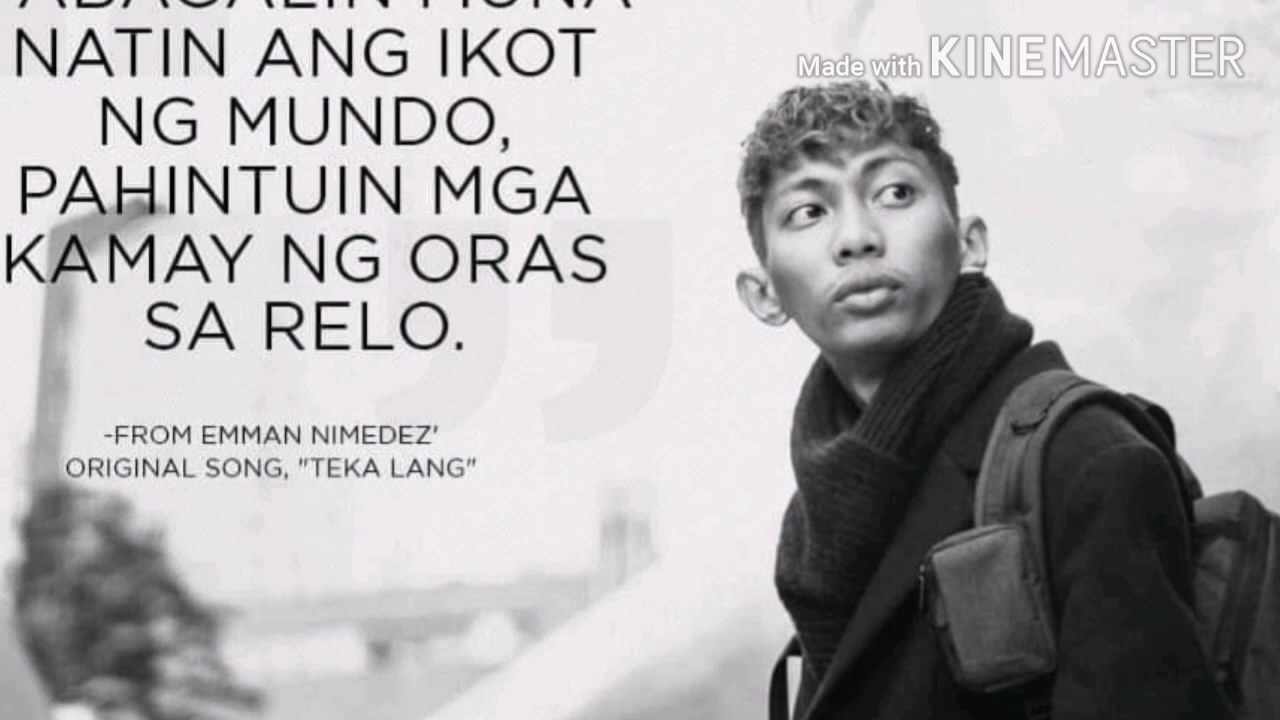 NATIN ANG IKOT
NG MUNDO,
PAHINTUIN MGA
KAMAY NG ORAS
SA RELO.
-FROM EMMAN NIMEDEZ'
ORIGINAL SONG, "TEKA LANG"
Made with KINEMASTER